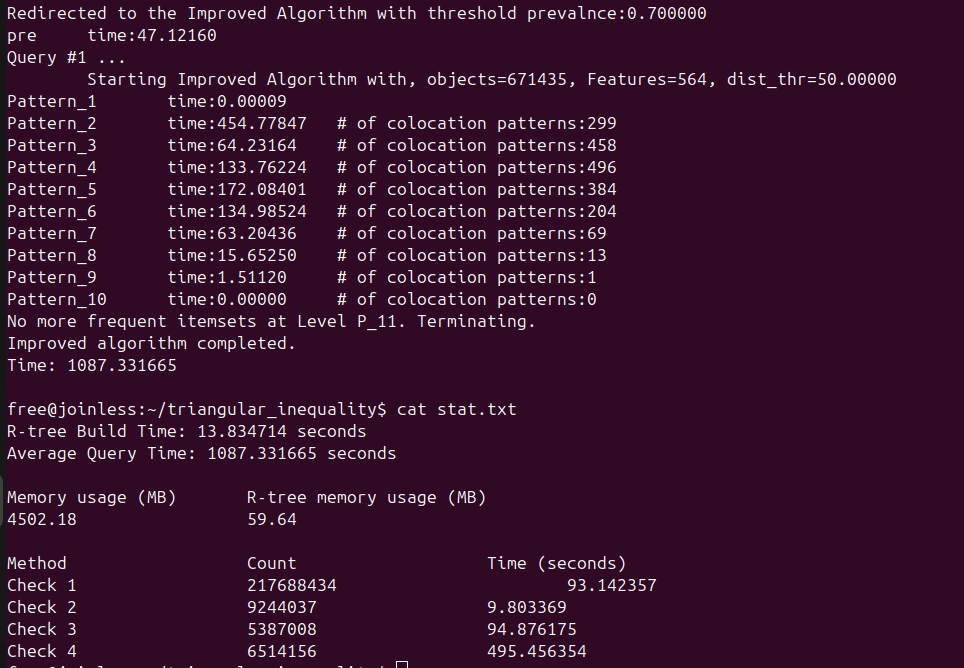 Redirected to the Improved Algorithm with threshold prevalnce:0.700000
pre time:47.12160
Query #1 ...
Starting Improved Algorithm with, objects=671435, Features=564, dist_thr=50.00000
Pattern_1 time:0.00009
Pattern_2 time:454.77847 # of colocation patterns:299
Pattern_3 time:64.23164 # of colocation patterns:458
Pattern_4 time:133.76224 # of colocation patterns:496
Pattern_5 time:172.08401 # of colocation patterns:384
Pattern_6 time:134.98524 # of colocation patterns:204
Pattern_7 time:63.20436 # of colocation patterns:69
Pattern_8 time:15.65250 # of colocation patterns:13
Pattern_9 time:1.51120 # of colocation patterns:1
Pattern_10 time:0.00000 # of colocation patterns:0
No more frequent itemsets at Level P_11. Terminating.
Improved algorithm completed.
Time: 1087.331665
free@joinless:~/triangular_inequality$ cat stat.txt
R-tree Build Time: 13.834714 seconds
Average Query Time: 1087.331665 seconds
Memory usage (MB) R-tree memory usage (MB)
4502.18 59.64
Method Count Time (seconds)
Check 1 217688434 93.142357
Check 2 9244037 9.803369
Check 3 5387008 94.876175
Check 4 6514156 495.456354